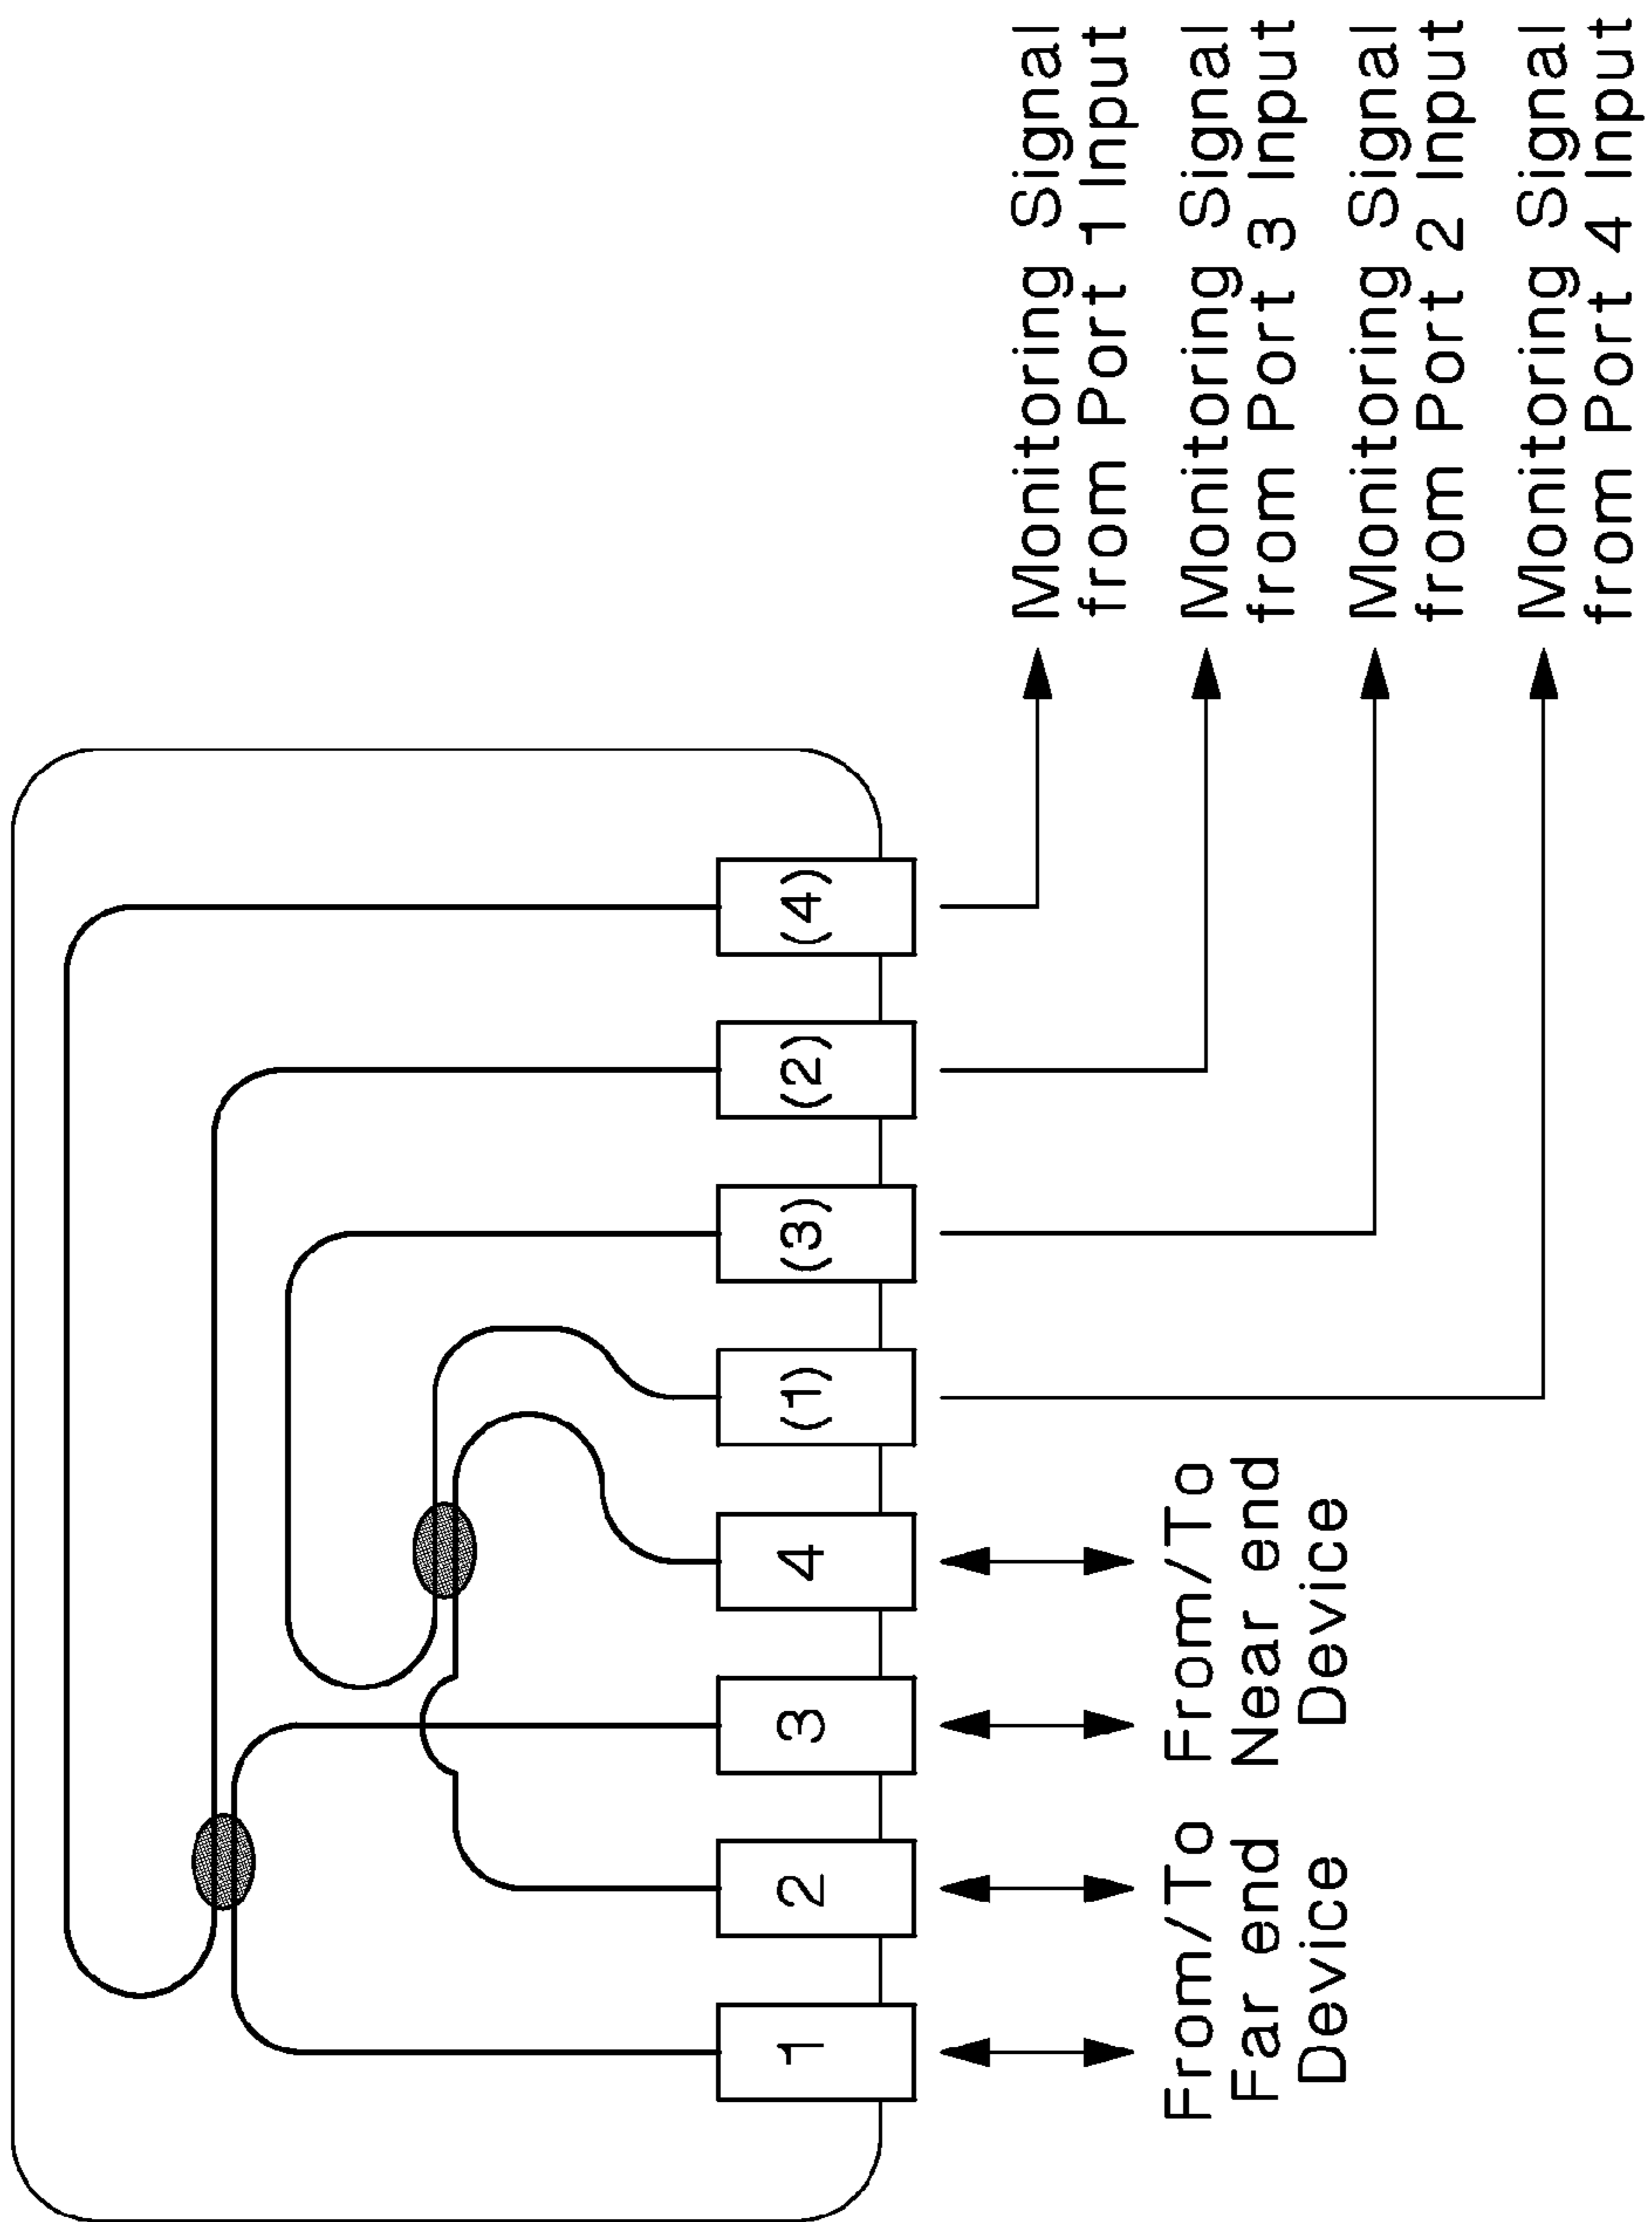 1
2
3
4
(1)
(3)
(2)
(4)
From/To
Far end
Device
From/To
Near end
Device
Monitoring Signal
from Port 1 Input
Monitoring Signal
from Port 3 Input
Monitoring Signal
from Port 2 Input
Monitoring Signal
from Port 4 Input